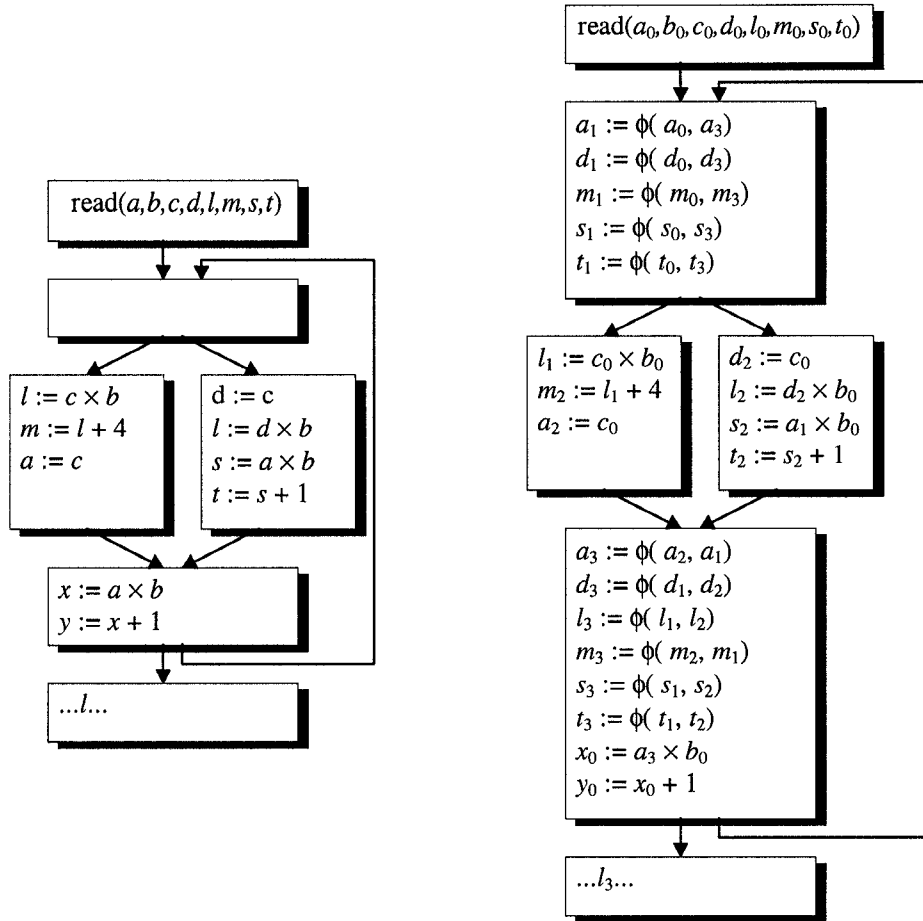 read(a,b,c,d,l,m,s,t)
l := c × b
m := l + 4
a := c
d := c
l := d × b
s := a × b
t := s + 1
x := a × b
y := x + 1
...l...
read(a₀,b₀,c₀,d₀,l₀,m₀,s₀,t₀)
a₁ := ϕ( a₀, a₃)
d₁ := ϕ( d₀, d₃)
m₁ := ϕ( m₀, m₃)
s₁ := ϕ( s₀, s₃)
t₁ := ϕ( t₀, t₃)
l₁ := c₀ × b₀
m₂ := l₁ + 4
a₂ := c₀
d₂ := c₀
l₂ := d₂ × b₀
s₂ := a₁ × b₀
t₂ := s₂ + 1
a₃ := ϕ( a₂, a₁)
d₃ := ϕ( d₁, d₂)
l₃ := ϕ( l₁, l₂)
m₃ := ϕ( m₂, m₁)
s₃ := ϕ( s₁, s₂)
t₃ := ϕ( t₁, t₂)
x₀ := a₃ × b₀
y₀ := x₀ + 1
...l₃...